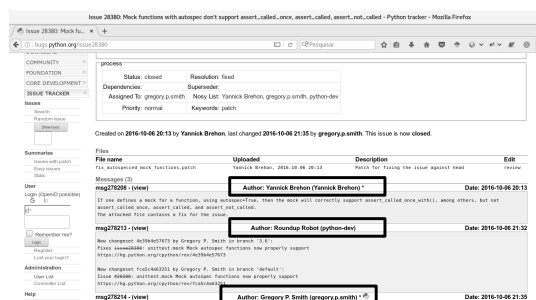 Issue 28380: Mock functions with autospec don't support assert_called_once, assert_called, assert_not_called - Python tracker - Mozilla Firefox
Issue 28380: Mock fu...
bugs.python.org/issue28380
Pesquisar
COMMUNITY
FOUNDATION
CORE DEVELOPMENT
ISSUE TRACKER
Issues
Search
Random issue
Show issue:
Summaries
Issues with patch
Easy issues
Stats
User
Login (OpenID possible)
Remember me?
Login
Register
Lost your login?
Administration
User List
Committer List
Help
process
Status: closed Resolution: fixed
Dependencies: Superseder:
Assigned To: gregory.p.smith Nosy List: Yannick Brehon, gregory.p.smith, python-dev
Priority: normal Keywords: patch
Created on 2016-10-06 20:13 by Yannick Brehon, last changed 2016-10-06 21:35 by gregory.p.smith. This issue is now closed.
Files
File name Uploaded Description Edit
fix_autospecced_mock_functions.patch Yannick Brehon, 2016-10-06 20:13 Patch for fixing the issue against head review
Messages (3)
msg278208 - (view) Author: Yannick Brehon (Yannick Brehon) * Date: 2016-10-06 20:13
If one defines a mock for a function, using autospec=True, then the mock will correctly support assert_called_once_with(), among others, but not
assert_called_once, assert_called, and assert_not_called.
The attached file contains a fix for the issue.
msg278213 - (view) Author: Roundup Robot (python-dev) Date: 2016-10-06 21:32
New changeset 4e39b4e57673 by Gregory P. Smith in branch '3.6':
Fixes issue28380: unittest.mock Mock autospec functions now properly support
https://hg.python.org/cpython/rev/4e39b4e57673
New changeset fca5c4a63251 by Gregory P. Smith in branch 'default':
Issue #28380: unittest.mock Mock autospec functions now properly support
https://hg.python.org/cpython/rev/fca5c4a63251
msg278214 - (view) Author: Gregory P. Smith (gregory.p.smith) * Date: 2016-10-06 21:35